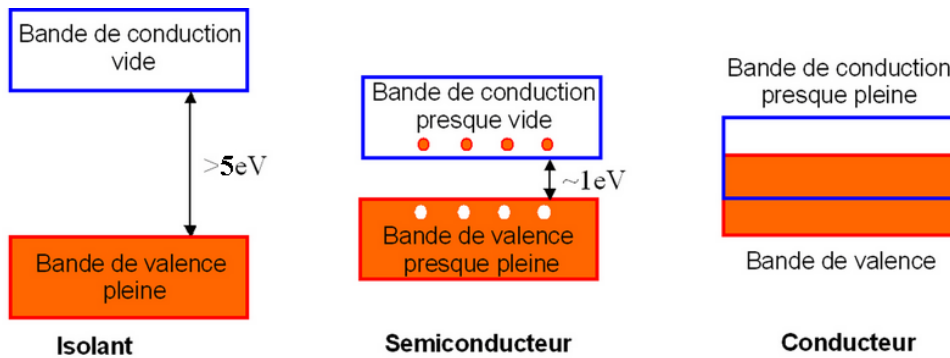 Bande de conduction
vide
>5eV
Bande de valence
pleine
Isolant
Bande de conduction
presque vide
~1eV
Bande de valence
presque pleine
Semiconducteur
Bande de conduction
presque pleine
Bande de valence
Conducteur